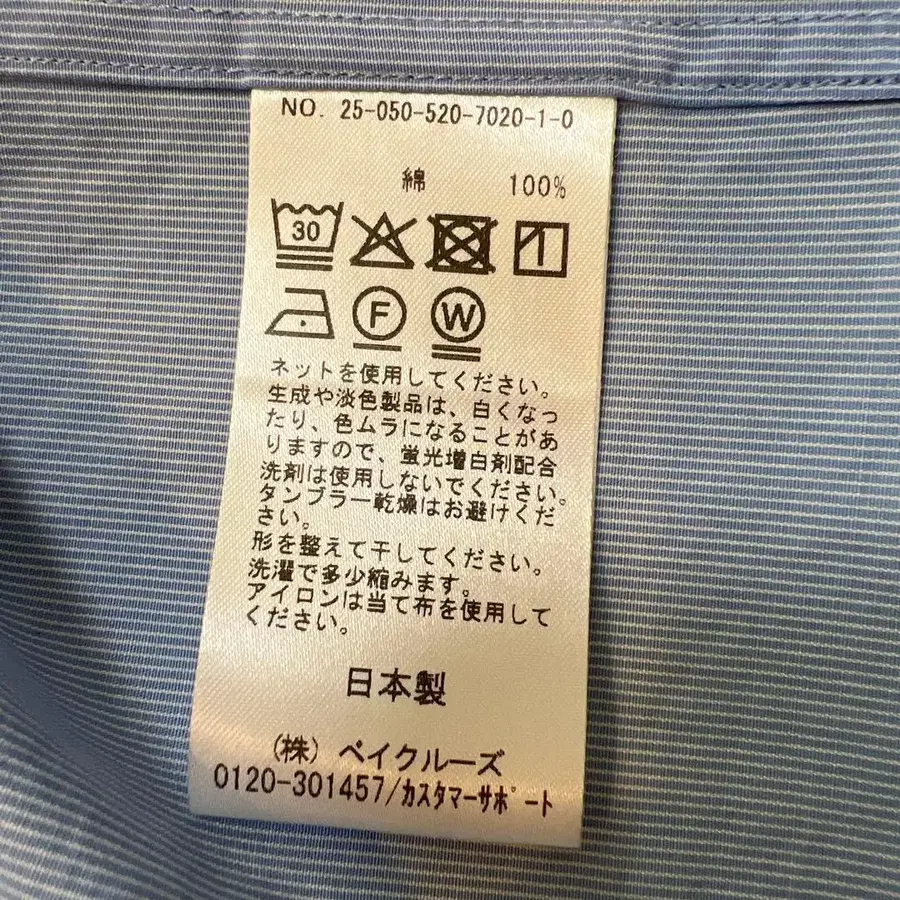 NO. 25-050-520-7020-1-0
綿 100%
30
F W
ネットを使用してください。
生成や淡色製品は、白くなっ
たり、色ムラになることがあ
りますので、蛍光増白剤配合
洗剤は使用しないでください。
タンブラー乾燥はお避けくだ
さい。
形を整えて干してください。
洗濯で多少縮みます。
アイロンは当て布を使用して
ください。
日本製
(株) ベイクルーズ
0120-301457/カスタマーサポート